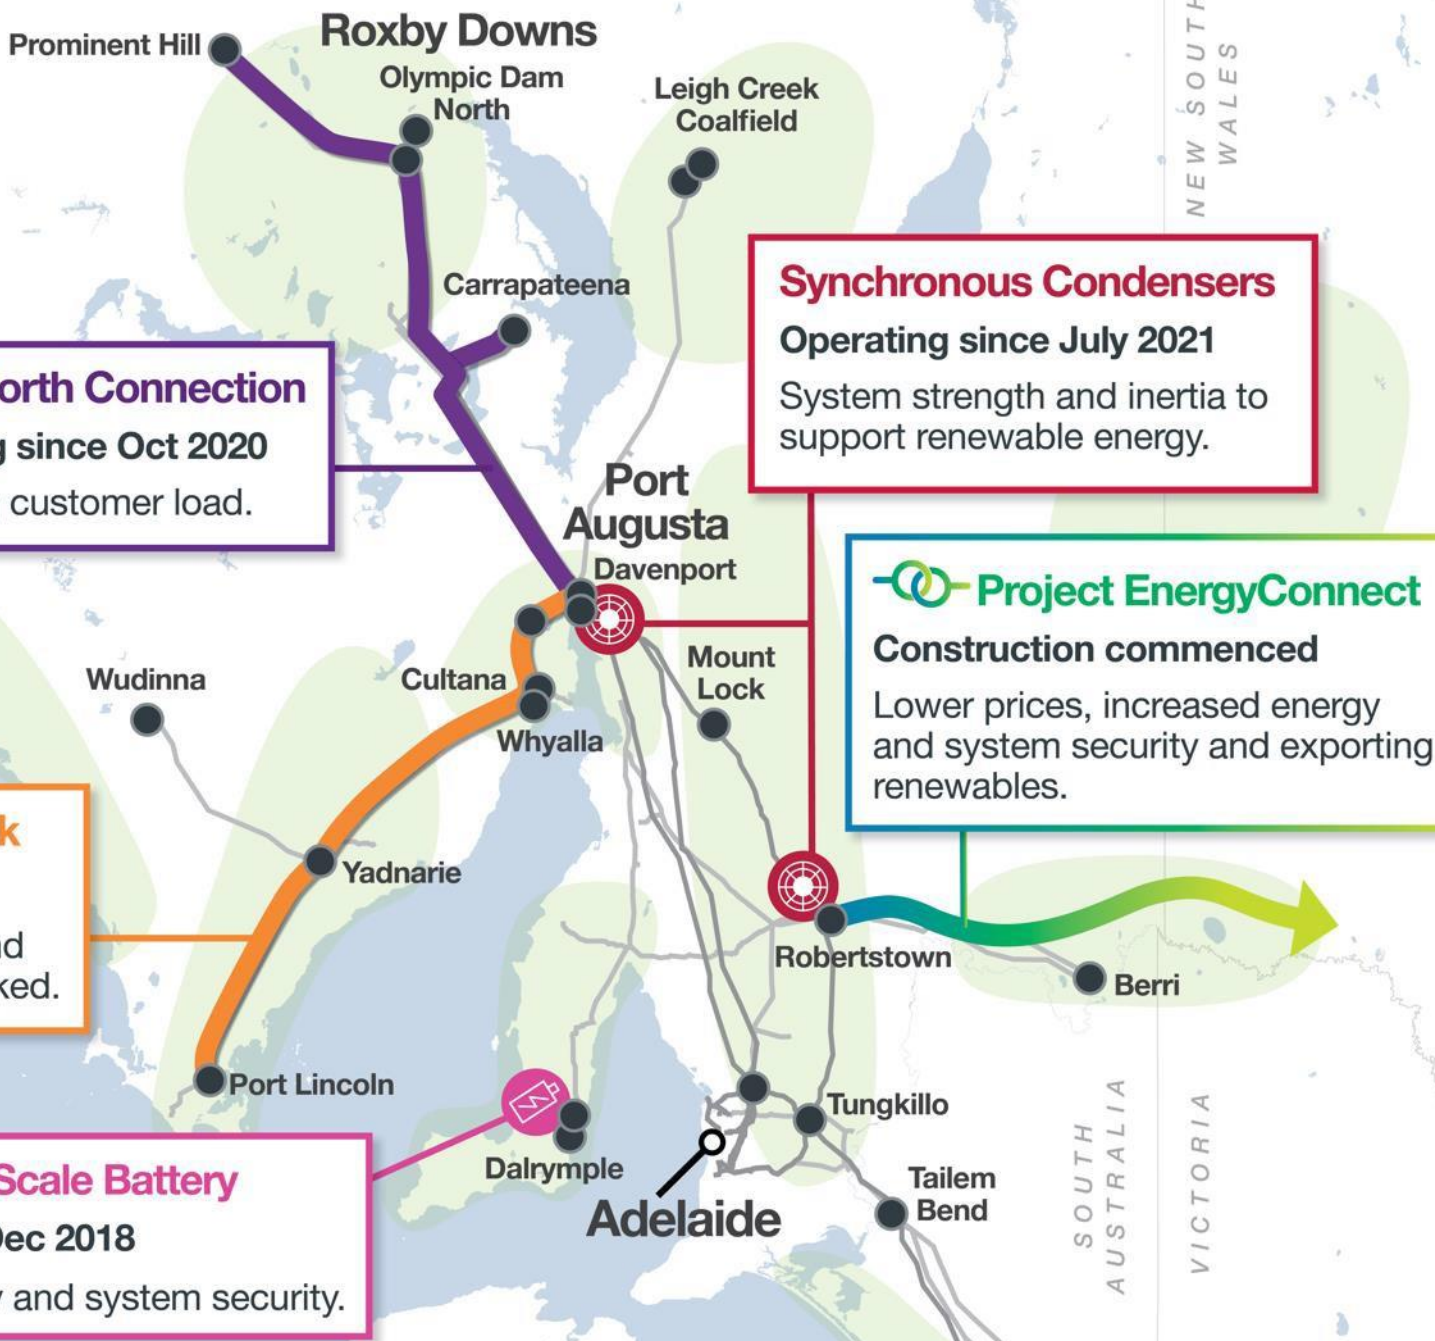 Roxby Downs
Prominent Hill
Olympic Dam
North
Leigh Creek
Coalfield
NEW SOUTH
WALES
Carrapateena
Synchronous Condensers
Operating since July 2021
System strength and inertia to
support renewable energy.
orth Connection
g since Oct 2020
customer load.
Port
Augusta
Davenport
Project EnergyConnect
Construction commenced
Lower prices, increased energy
and system security and exporting
renewables.
Wudinna
Cultana
Mount
Lock
Whyalla
k
Yadnarie
nd
ked.
Robertstown
Berri
Port Lincoln
Tungkillo
Dalrymple
Adelaide
Tailem
Bend
SOUTH
AUSTRALIA
VICTORIA
Scale Battery
Dec 2018
y and system security.